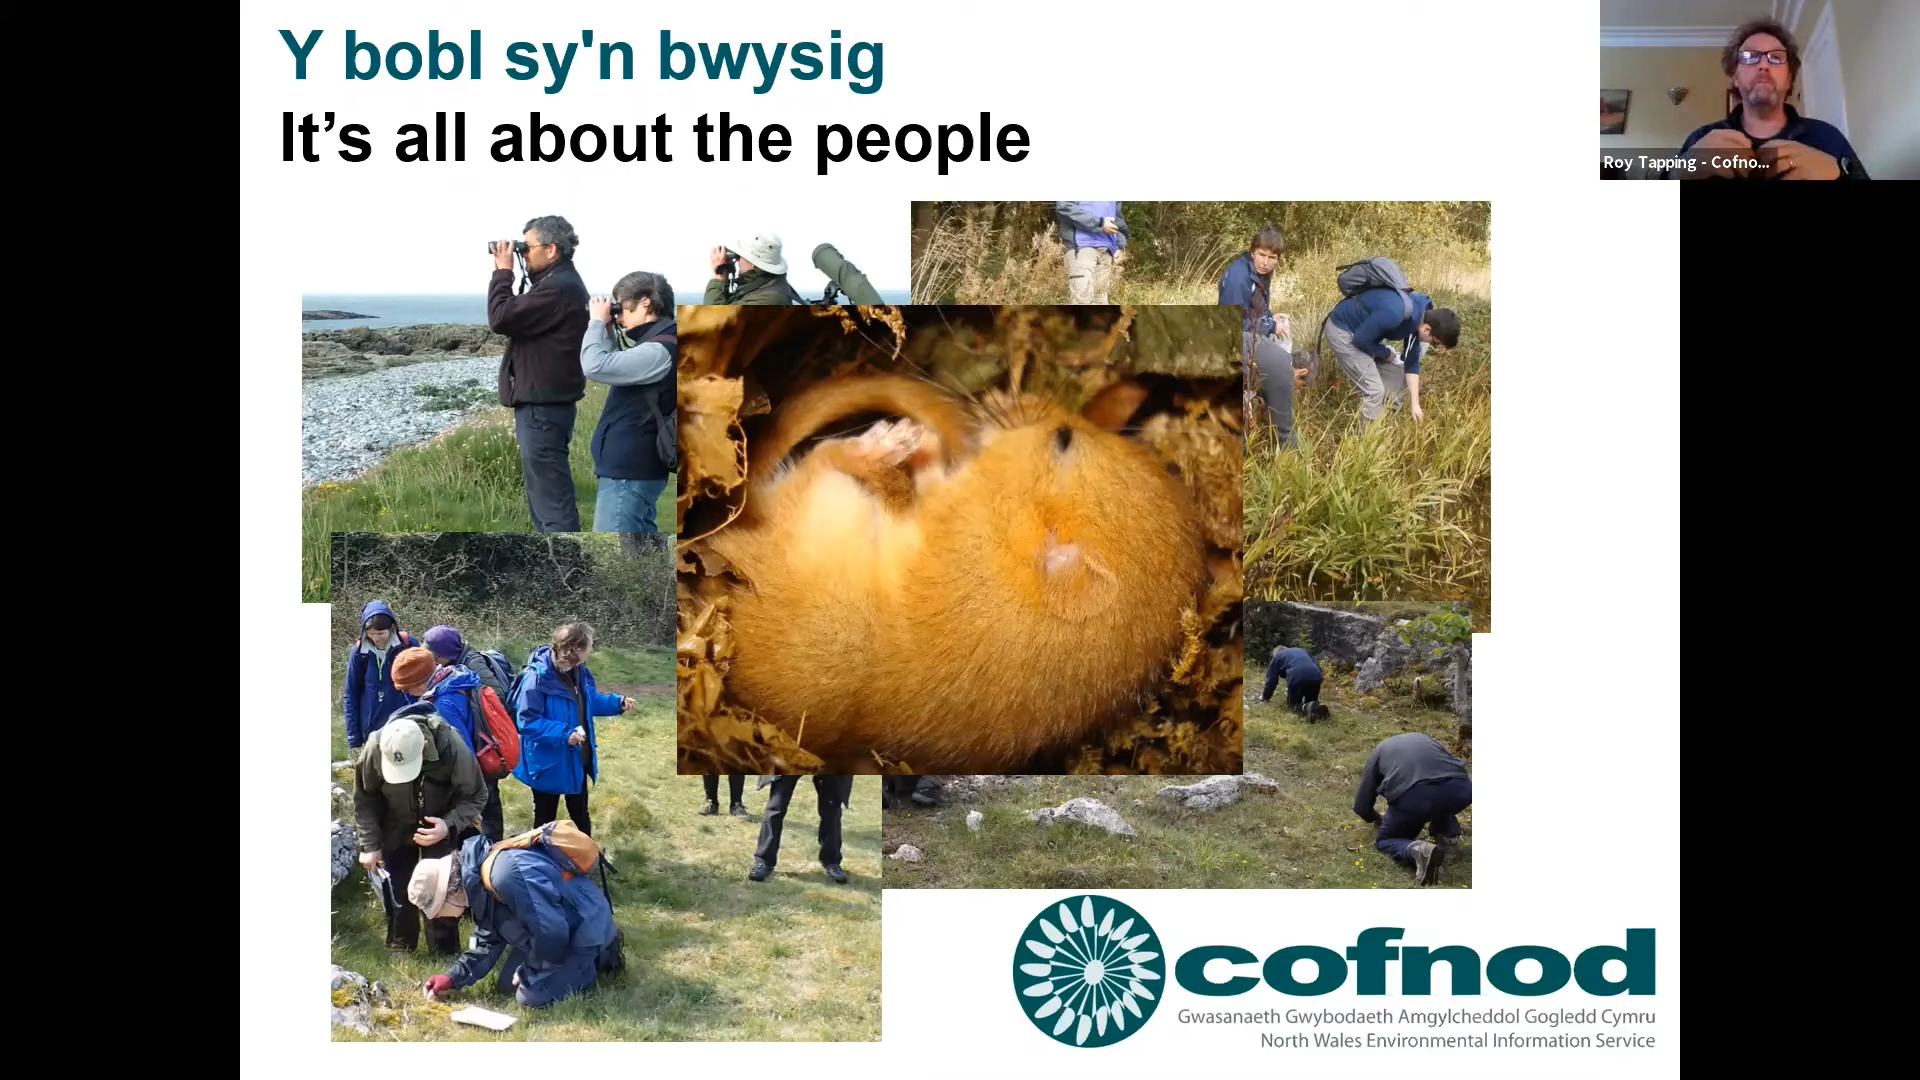 Y bobl sy'n bwysig
It’s all about the people
Roy Tapping - Cofno...
cofnod
Gwasanaeth Gwybodaeth Amgylcheddol Gogledd Cymru
North Wales Environmental Information Service